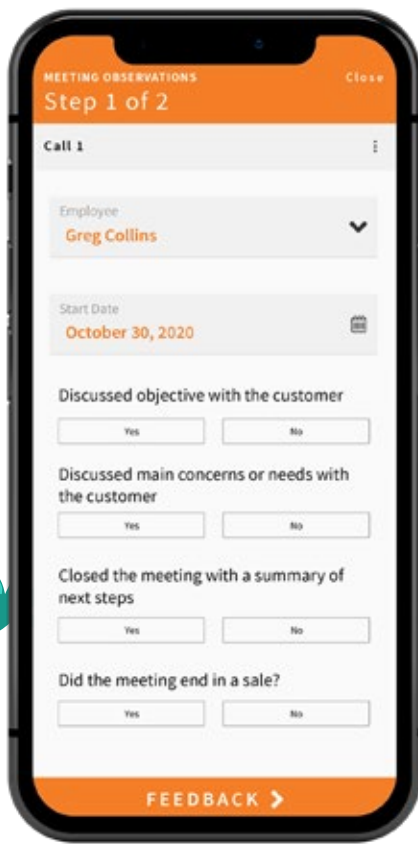 MEETING OBSERVATIONS
Close
Step 1 of 2
Call 1
Employee
Greg Collins
Start Date
October 30, 2020
Discussed objective with the customer
Yes No
Discussed main concerns or needs with
the customer
Yes No
Closed the meeting with a summary of
next steps
Yes No
Did the meeting end in a sale?
Yes No
FEEDBACK